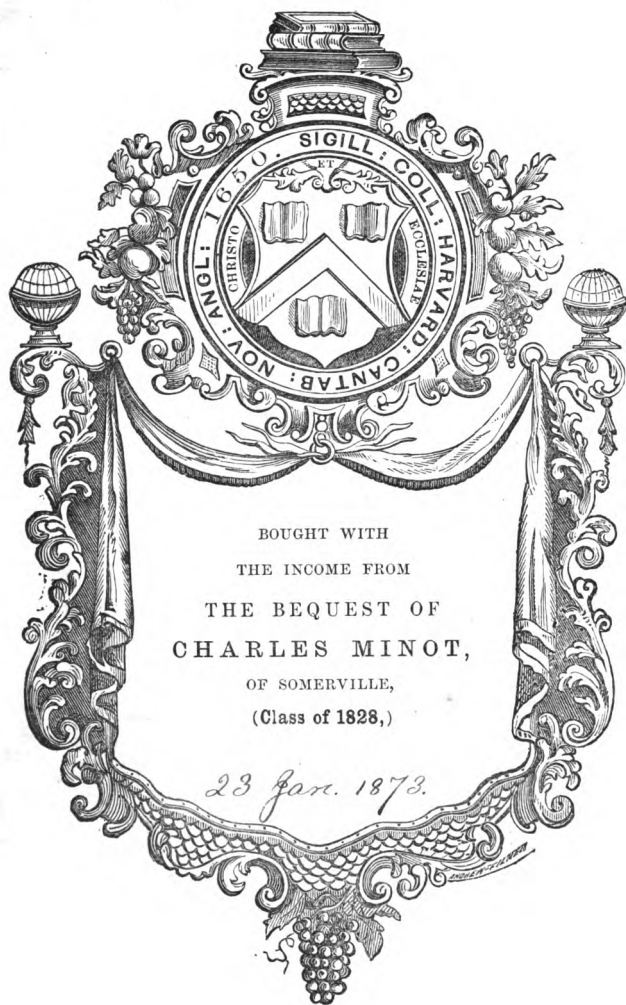 SIGILL: COLL: HARVARD: CANTAB: NOV: ANGL: 1650.
CHRISTO ET ECCLESIAE
BOUGHT WITH
THE INCOME FROM
THE BEQUEST OF
CHARLES MINOT,
OF SOMERVILLE,
(Class of 1828,)
23 Jan. 1873.